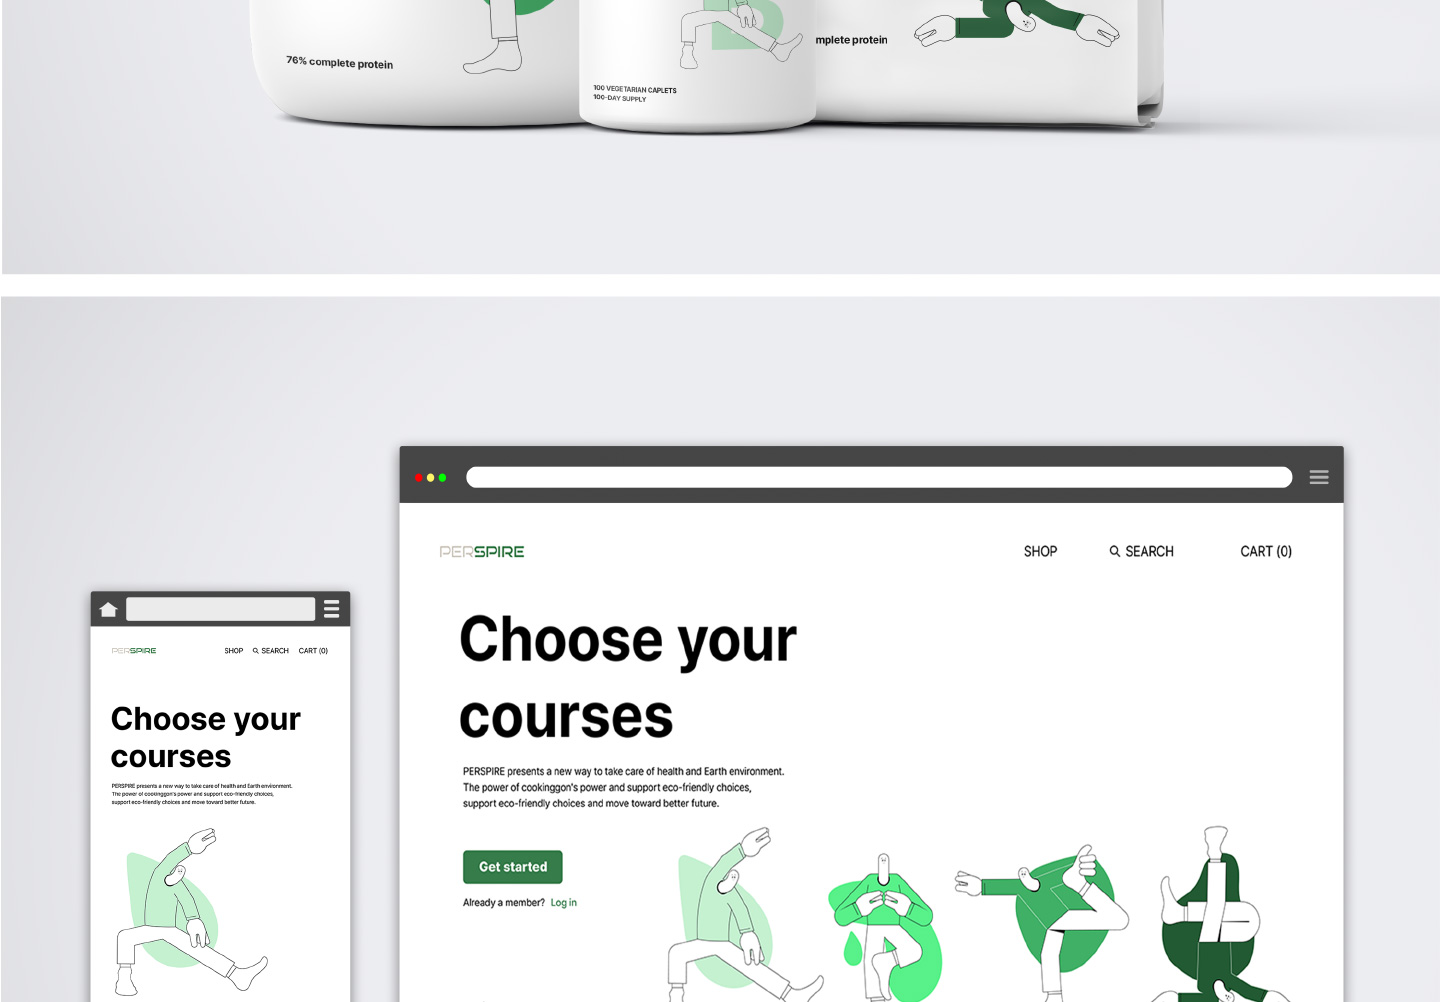 76% complete protein
100 VEGETARIAN CAPLETS
100-DAY SUPPLY
mplete protein
PERSPIRE
SHOP
SEARCH
CART (0)
Choose your
courses
PERSPIRE presents a new way to take care of health and Earth environment.
The power of cookinggon's power and support eco-friendly choices,
support eco-friendly choices and move toward better future.
PERSPIRE
SHOP
SEARCH
CART (0)
Choose your
courses
PERSPIRE presents a new way to take care of health and Earth environment.
The power of cookinggon's power and support eco-friendly choices,
support eco-friendly choices and move toward better future.
Get started
Already a member? Log in